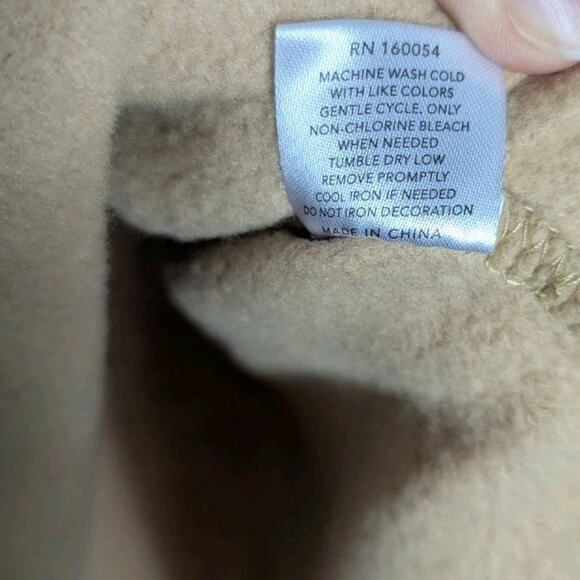 RN 160054
MACHINE WASH COLD
WITH LIKE COLORS
GENTLE CYCLE, ONLY
NON-CHLORINE BLEACH
WHEN NEEDED
TUMBLE DRY LOW
REMOVE PROMPTLY
COOL IRON IF NEEDED
DO NOT IRON DECORATION
MADE IN CHINA